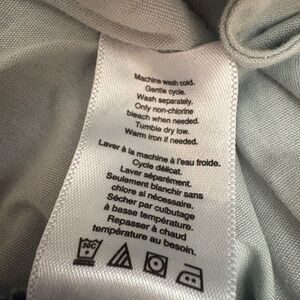 Machine wash cold.
Gentle cycle.
Wash separately.
Only non-chlorine
bleach when needed.
Tumble dry low.
Warm iron if needed.
Laver à la machine à l'eau froide.
Cycle délicat.
Laver séparément.
Seulement blanchir sans
chlore si nécessaire.
Sécher par culbutage
à basse température.
Repasser à chaud
température au besoin.
30C